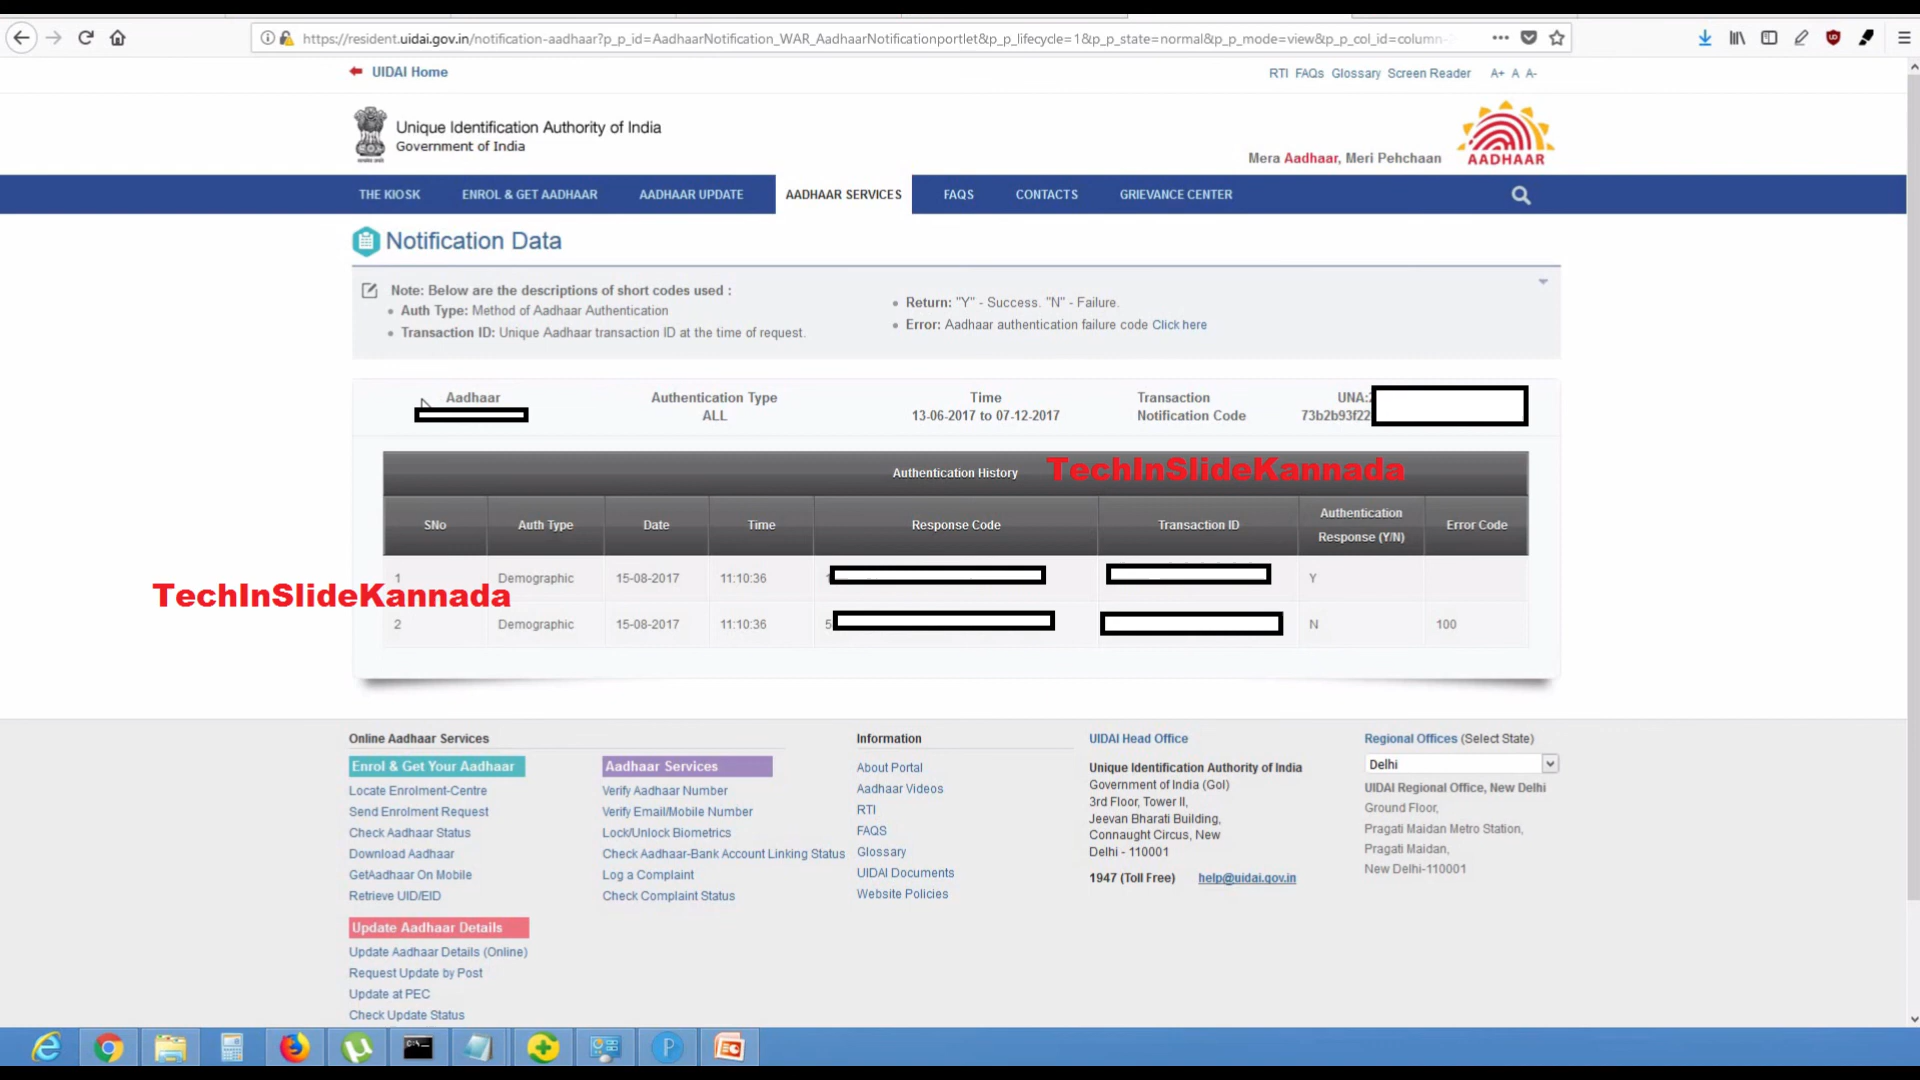 https://resident.uidai.gov.in/notification-aadhaar?p_p_id=AadhaarNotification_WAR_AadhaarNotificationportlet&p_p_lifecycle=1&p_p_state=normal&p_p_mode=view&p_p_col_id=column-
UIDAI Home
RTI FAQs Glossary Screen Reader A+ A A-
Unique Identification Authority of India
Government of India
Mera Aadhaar, Meri Pehchaan
AADHAAR
THE KIOSK ENROL & GET AADHAAR AADHAAR UPDATE AADHAAR SERVICES FAQS CONTACTS GRIEVANCE CENTER
Notification Data
Note: Below are the descriptions of short codes used :
Auth Type: Method of Aadhaar Authentication
Transaction ID: Unique Aadhaar transaction ID at the time of request.
Return: "Y" - Success. "N" - Failure.
Error: Aadhaar authentication failure code Click here
Aadhaar
Authentication Type
ALL
Time
13-06-2017 to 07-12-2017
Transaction
Notification Code
UNA:
73b2b93f22
Authentication History
TechInSlideKannada
SNo Auth Type Date Time Response Code Transaction ID Authentication Response (Y/N) Error Code
1 Demographic 15-08-2017 11:10:36 Y
TechInSlideKannada
2 Demographic 15-08-2017 11:10:36 5 N 100
Online Aadhaar Services
Enrol & Get Your Aadhaar
Locate Enrolment-Centre
Send Enrolment Request
Check Aadhaar Status
Download Aadhaar
GetAadhaar On Mobile
Retrieve UID/EID
Update Aadhaar Details
Update Aadhaar Details (Online)
Request Update by Post
Update at PEC
Check Update Status
Aadhaar Services
Verify Aadhaar Number
Verify Email/Mobile Number
Lock/Unlock Biometrics
Check Aadhaar-Bank Account Linking Status
Log a Complaint
Check Complaint Status
Information
About Portal
Aadhaar Videos
RTI
FAQS
Glossary
UIDAI Documents
Website Policies
UIDAI Head Office
Unique Identification Authority of India
Government of India (GoI)
3rd Floor, Tower II,
Jeevan Bharati Building,
Connaught Circus, New
Delhi - 110001
1947 (Toll Free) help@uidai.gov.in
Regional Offices (Select State)
Delhi
UIDAI Regional Office, New Delhi
Ground Floor,
Pragati Maidan Metro Station,
Pragati Maidan,
New Delhi-110001